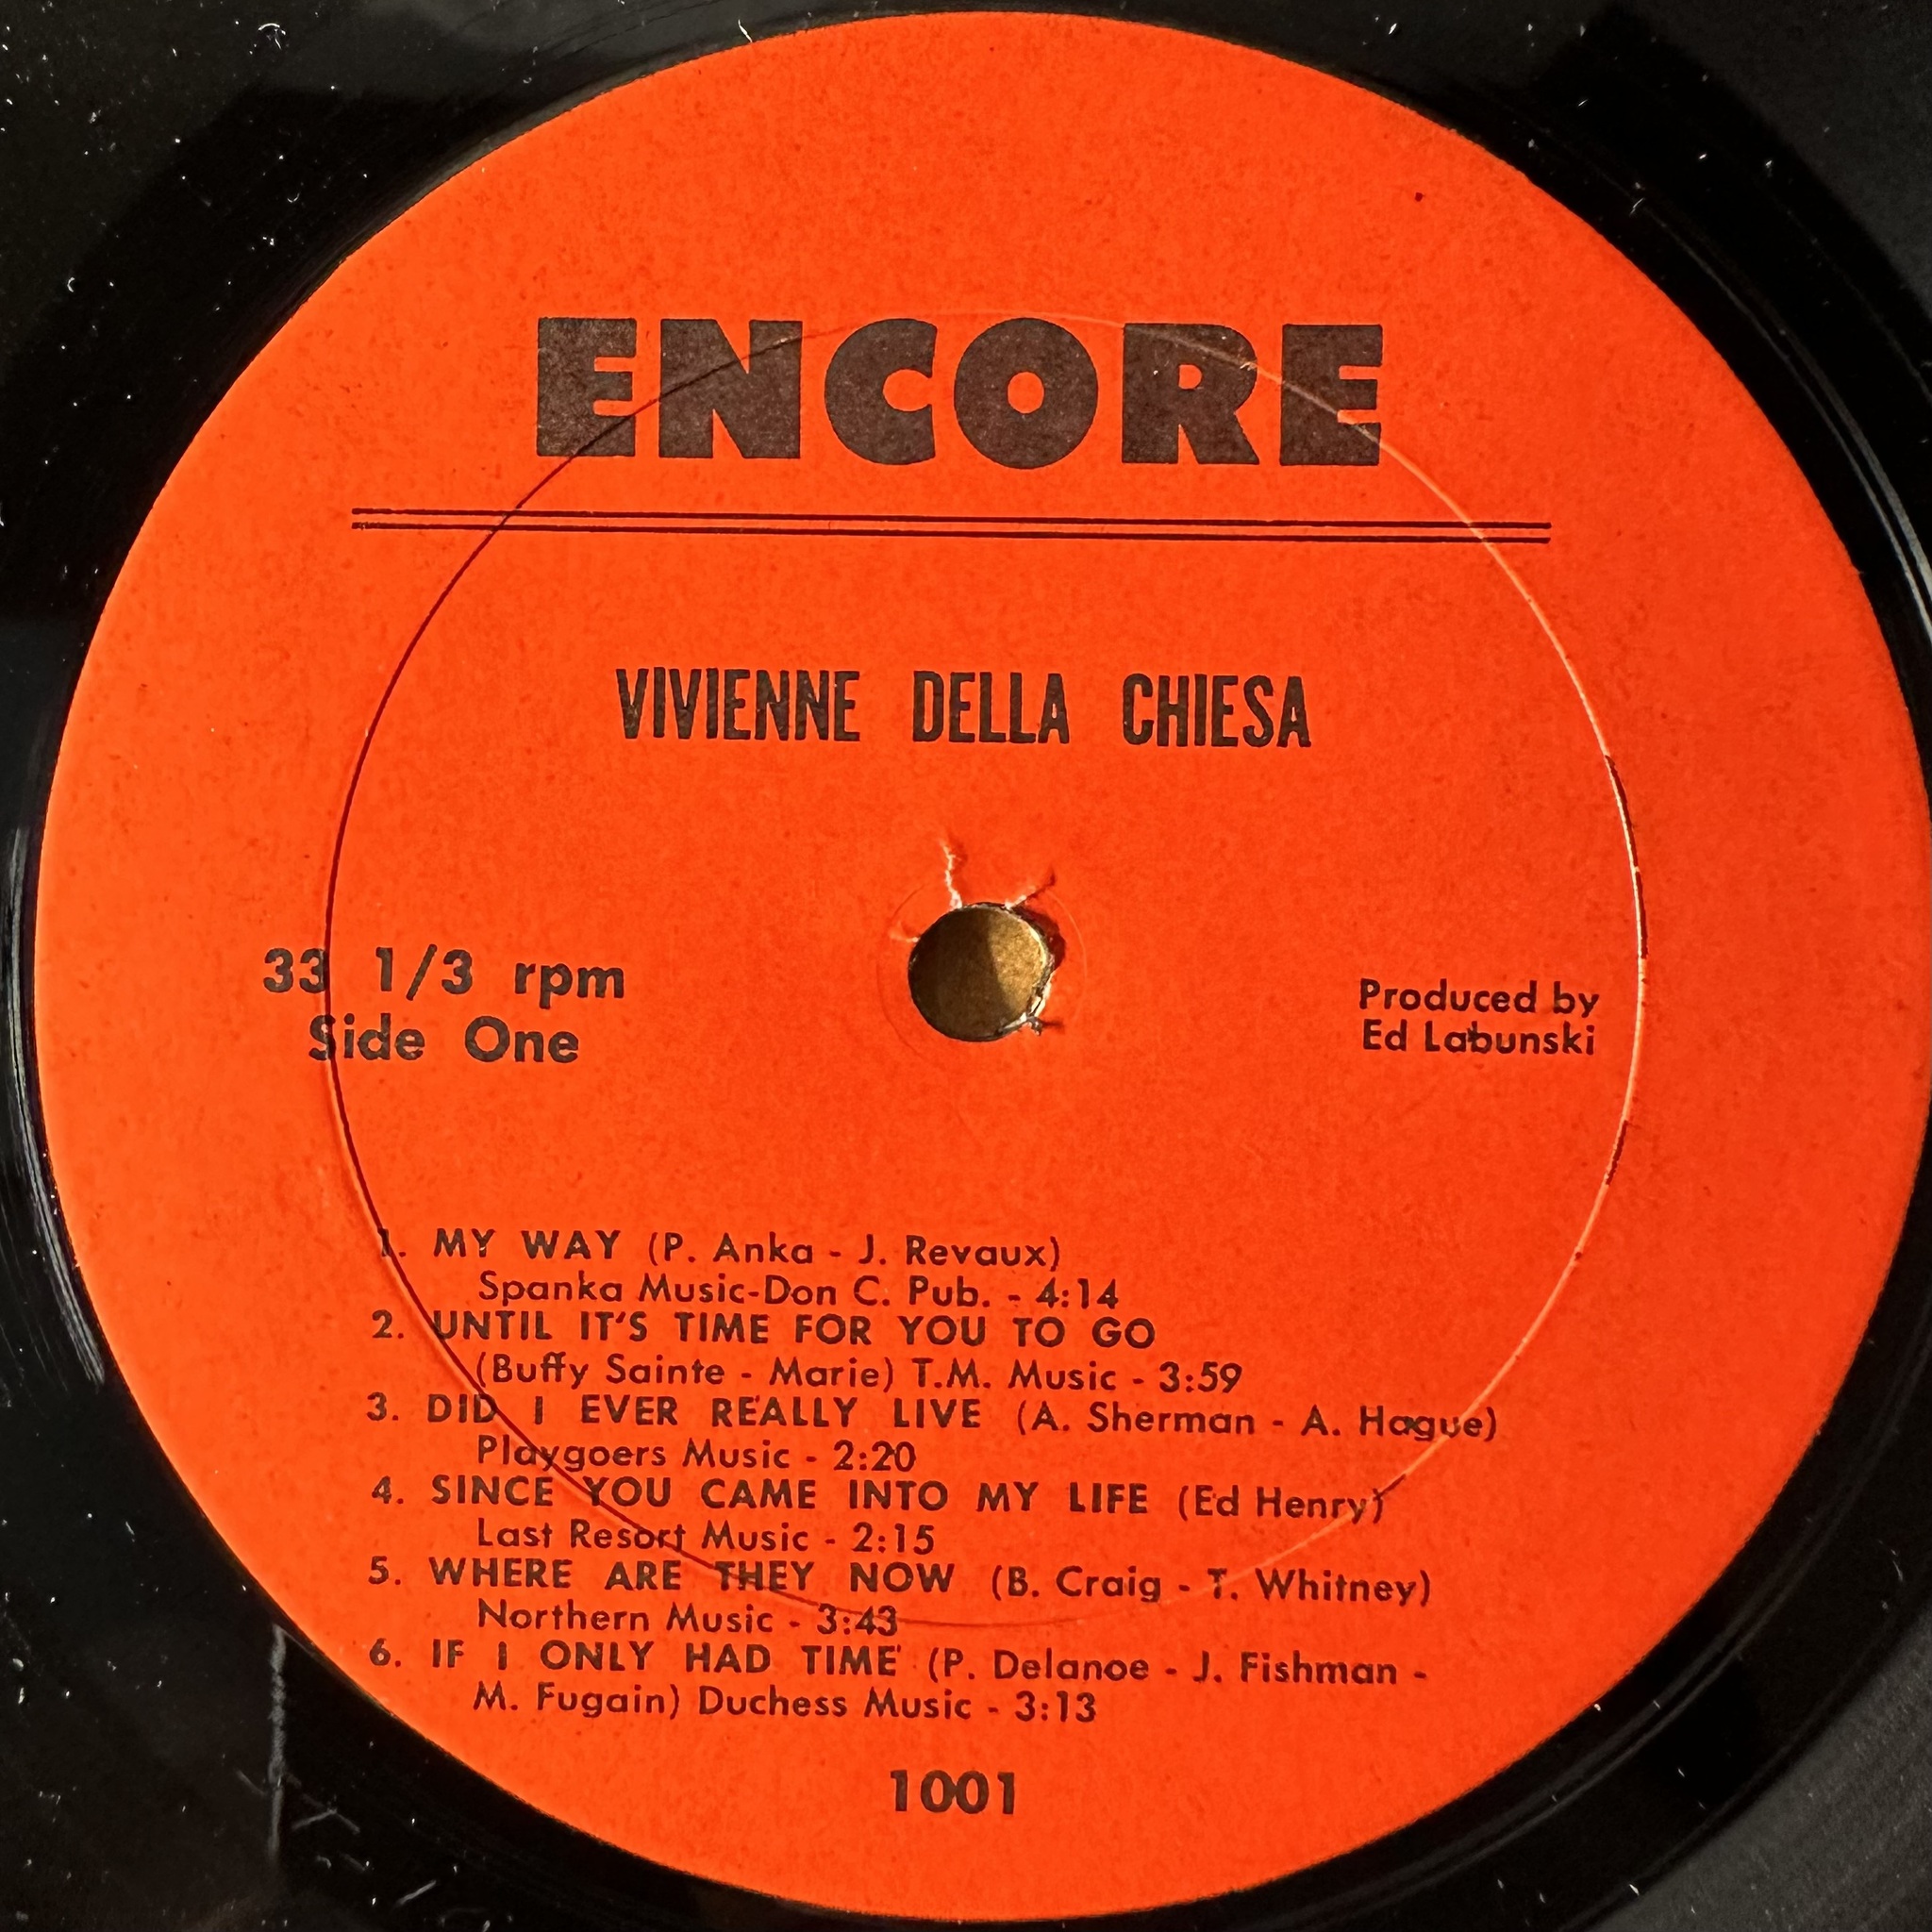 ENCORE
VIVIENNE DELLA CHIESA
33 1/3 rpm
Side One
Produced by
Ed Labunski
1. MY WAY (P. Anka - J. Revaux)
Spanka Music-Don C. Pub. - 4:14
2. UNTIL IT'S TIME FOR YOU TO GO
(Buffy Sainte - Marie) T.M. Music - 3:59
3. DID I EVER REALLY LIVE (A. Sherman - A. Hague)
Playgoers Music - 2:20
4. SINCE YOU CAME INTO MY LIFE (Ed Henry)
Last Resort Music - 2:15
5. WHERE ARE THEY NOW (B. Craig - T. Whitney)
Northern Music - 3:43
6. IF I ONLY HAD TIME (P. Delanoe - J. Fishman -
M. Fugain) Duchess Music - 3:13
1001